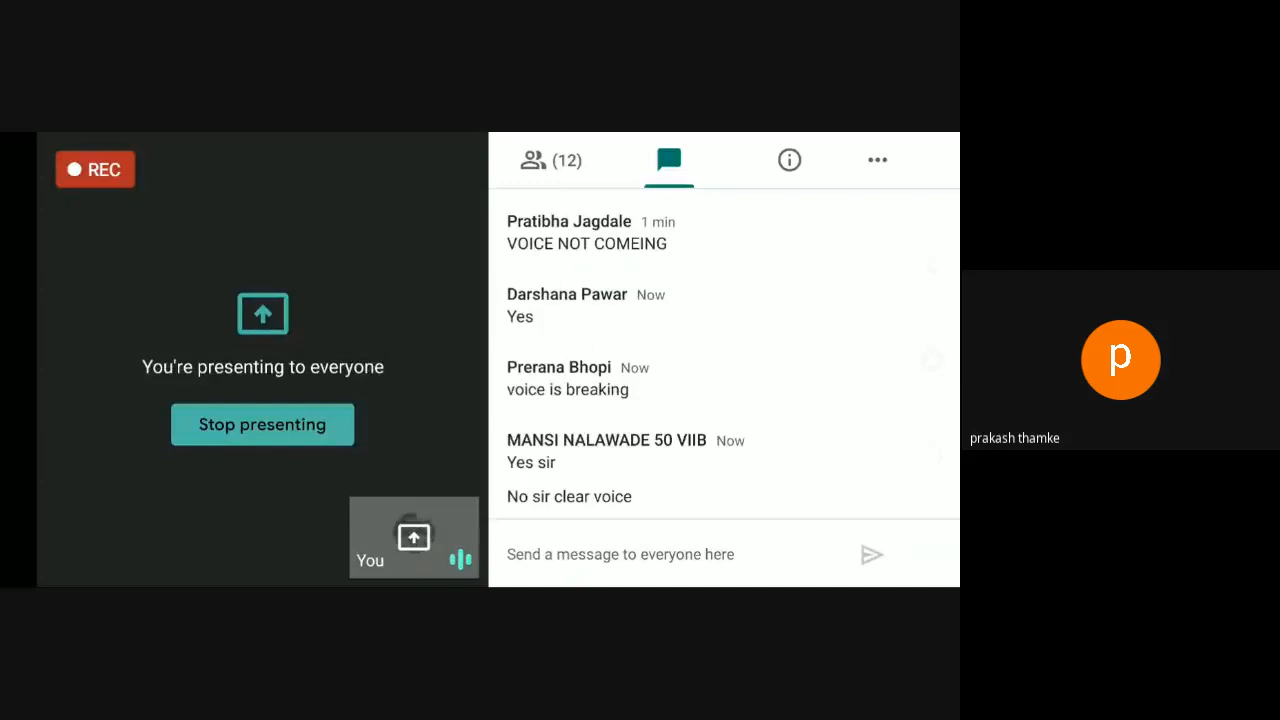 REC
You're presenting to everyone
Stop presenting
You
(12)
Pratibha Jagdale 1 min
VOICE NOT COMEING
Darshana Pawar Now
Yes
Prerana Bhopi Now
voice is breaking
MANSI NALAWADE 50 VIIB Now
Yes sir
No sir clear voice
Send a message to everyone here
p
prakash thamke